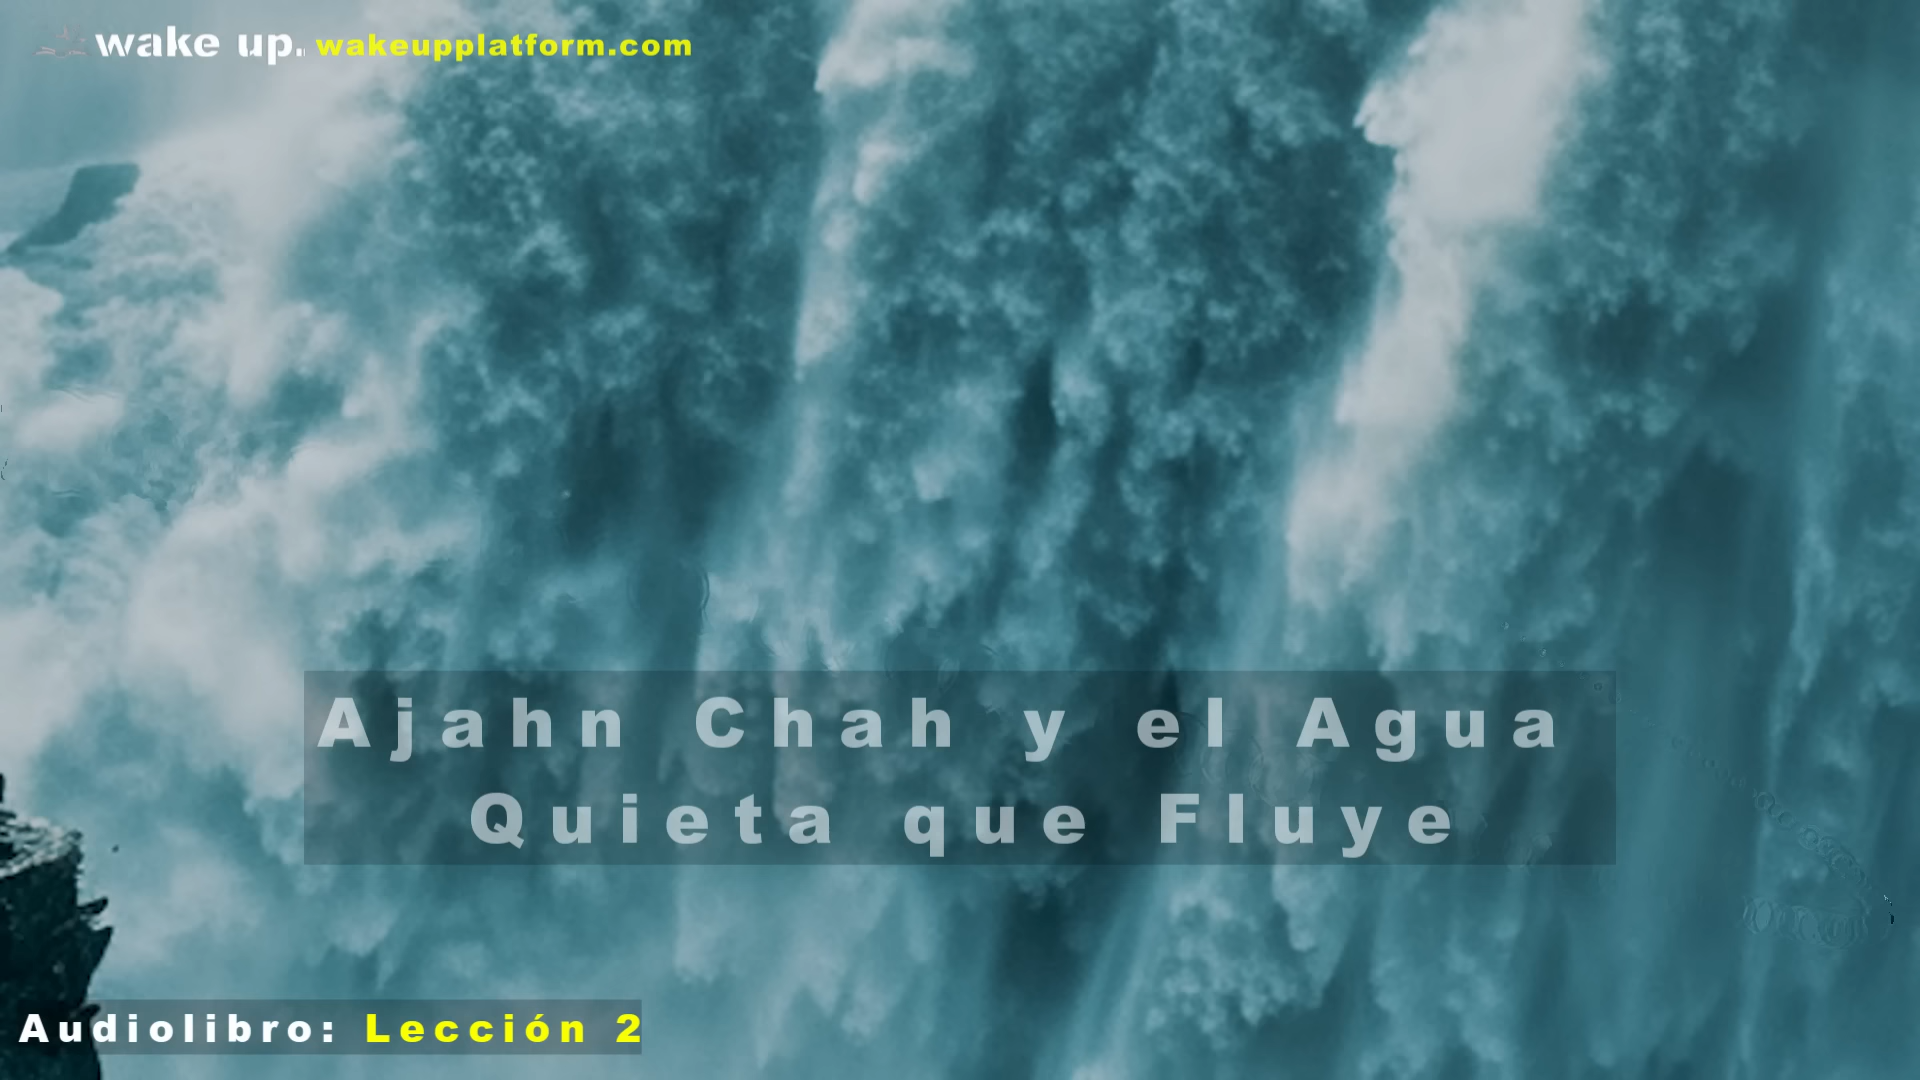 wake up. wakeupplatform.com
Ajahn Chah y el Agua
Quieta que Fluye
Audiolibro: Lección 2